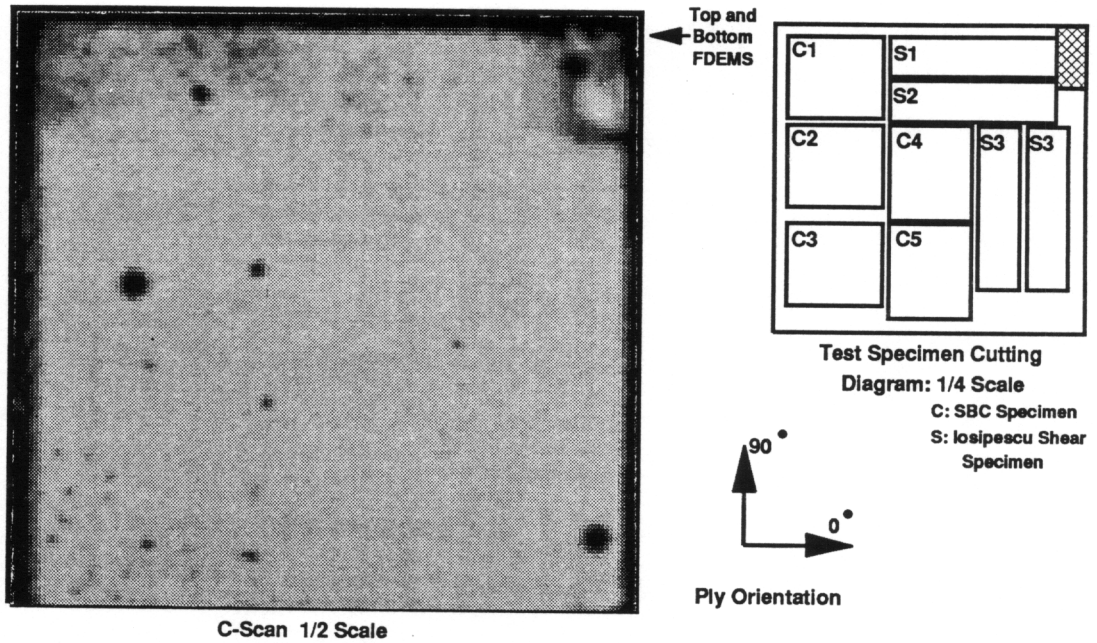 Top and
Bottom
FDEMS
C1
S1
S2
C2
C4
S3
S3
C3
C5
Test Specimen Cutting
Diagram: 1/4 Scale
C: SBC Specimen
S: Iosipescu Shear
Specimen
90°
0°
Ply Orientation
C-Scan 1/2 Scale